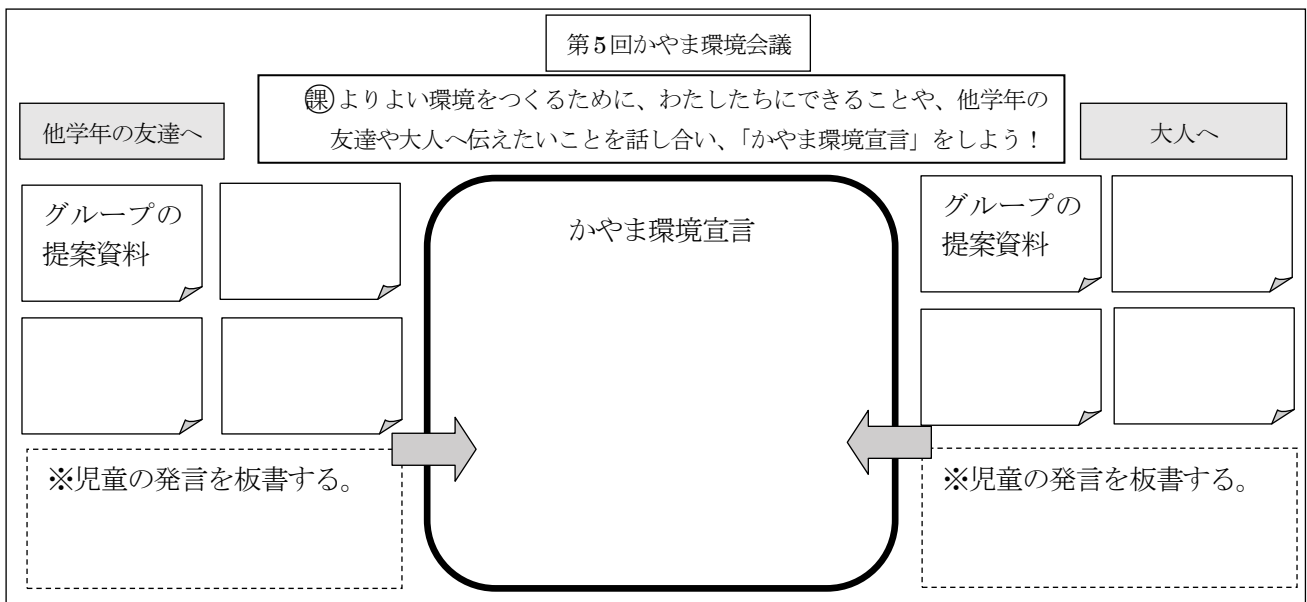 第5回かやま環境会議
㋕よりよい環境をつくるために、わたしたちにできることや、他学年の
友達や大人へ伝えたいことを話し合い、「かやま環境宣言」をしよう！
他学年の友達へ
大人へ
グループの
提案資料
かやま環境宣言
グループの
提案資料
※児童の発言を板書する。
※児童の発言を板書する。